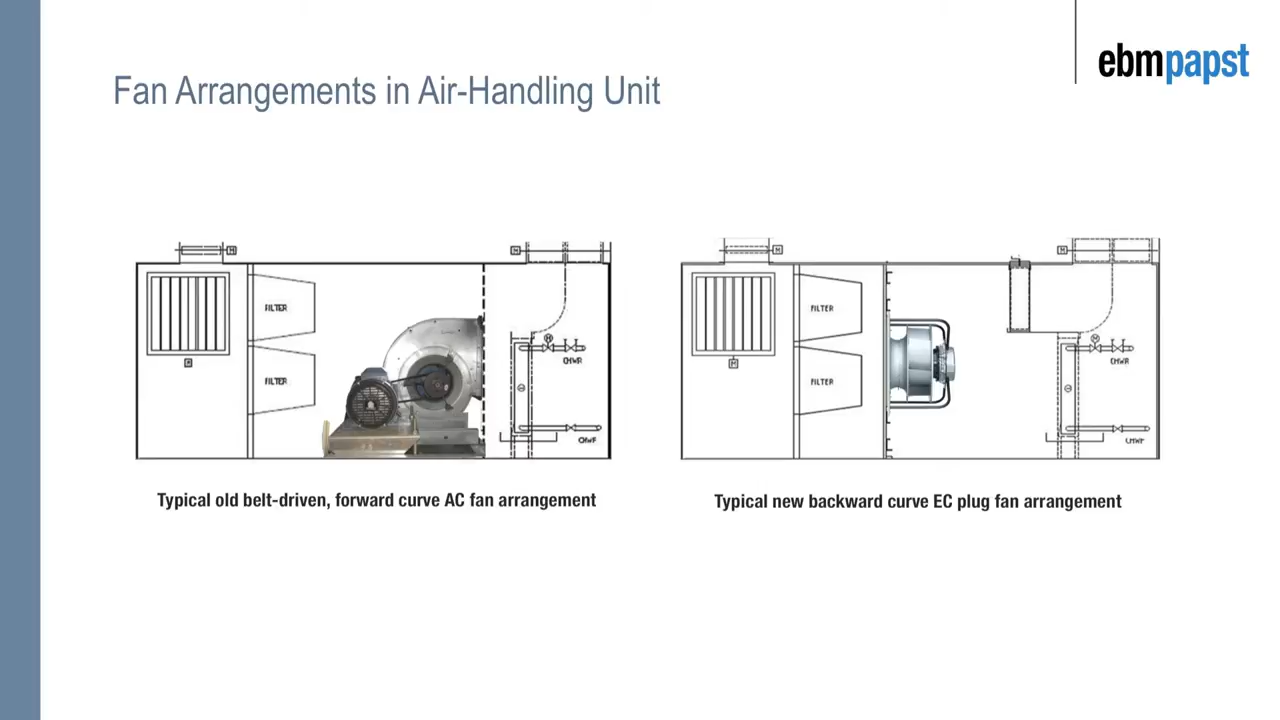 ebmpapst
Fan Arrangements in Air-Handling Unit
M
M
M
M
FILTER
FILTER
M
CHWR
FILTER
FILTER
M
M
CHWR
Typical old belt-driven, forward curve AC fan arrangement
Typical new backward curve EC plug fan arrangement